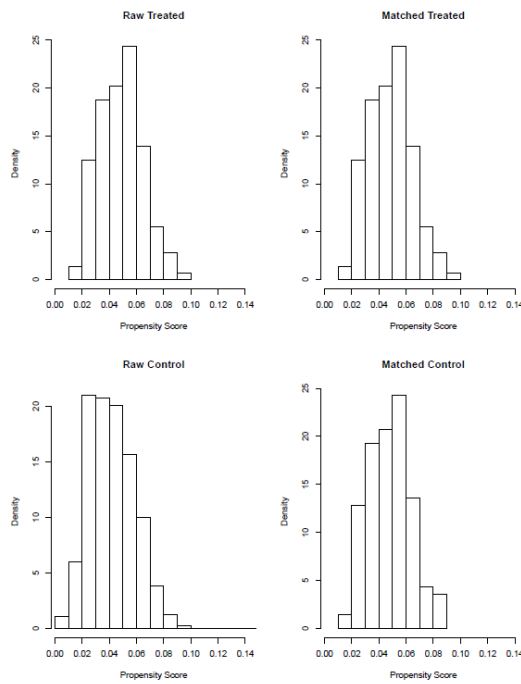 Raw Treated
Density
0 5 10 15 20 25
0.00 0.02 0.04 0.06 0.08 0.10 0.12 0.14
Propensity Score
Matched Treated
Density
0 5 10 15 20 25
0.00 0.02 0.04 0.06 0.08 0.10 0.12 0.14
Propensity Score
Raw Control
Density
0 5 10 15 20
0.00 0.02 0.04 0.06 0.08 0.10 0.12 0.14
Propensity Score
Matched Control
Density
0 5 10 15 20 25
0.00 0.02 0.04 0.06 0.08 0.10 0.12 0.14
Propensity Score